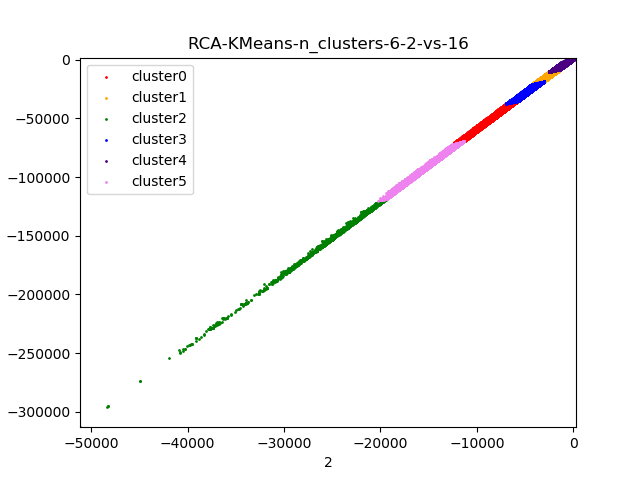 RCA-KMeans-n_clusters-6-2-vs-16
0
−50000
−100000
−150000
−200000
−250000
−300000
cluster0
cluster1
cluster2
cluster3
cluster4
cluster5
−50000 −40000 −30000 −20000 −10000 0
2